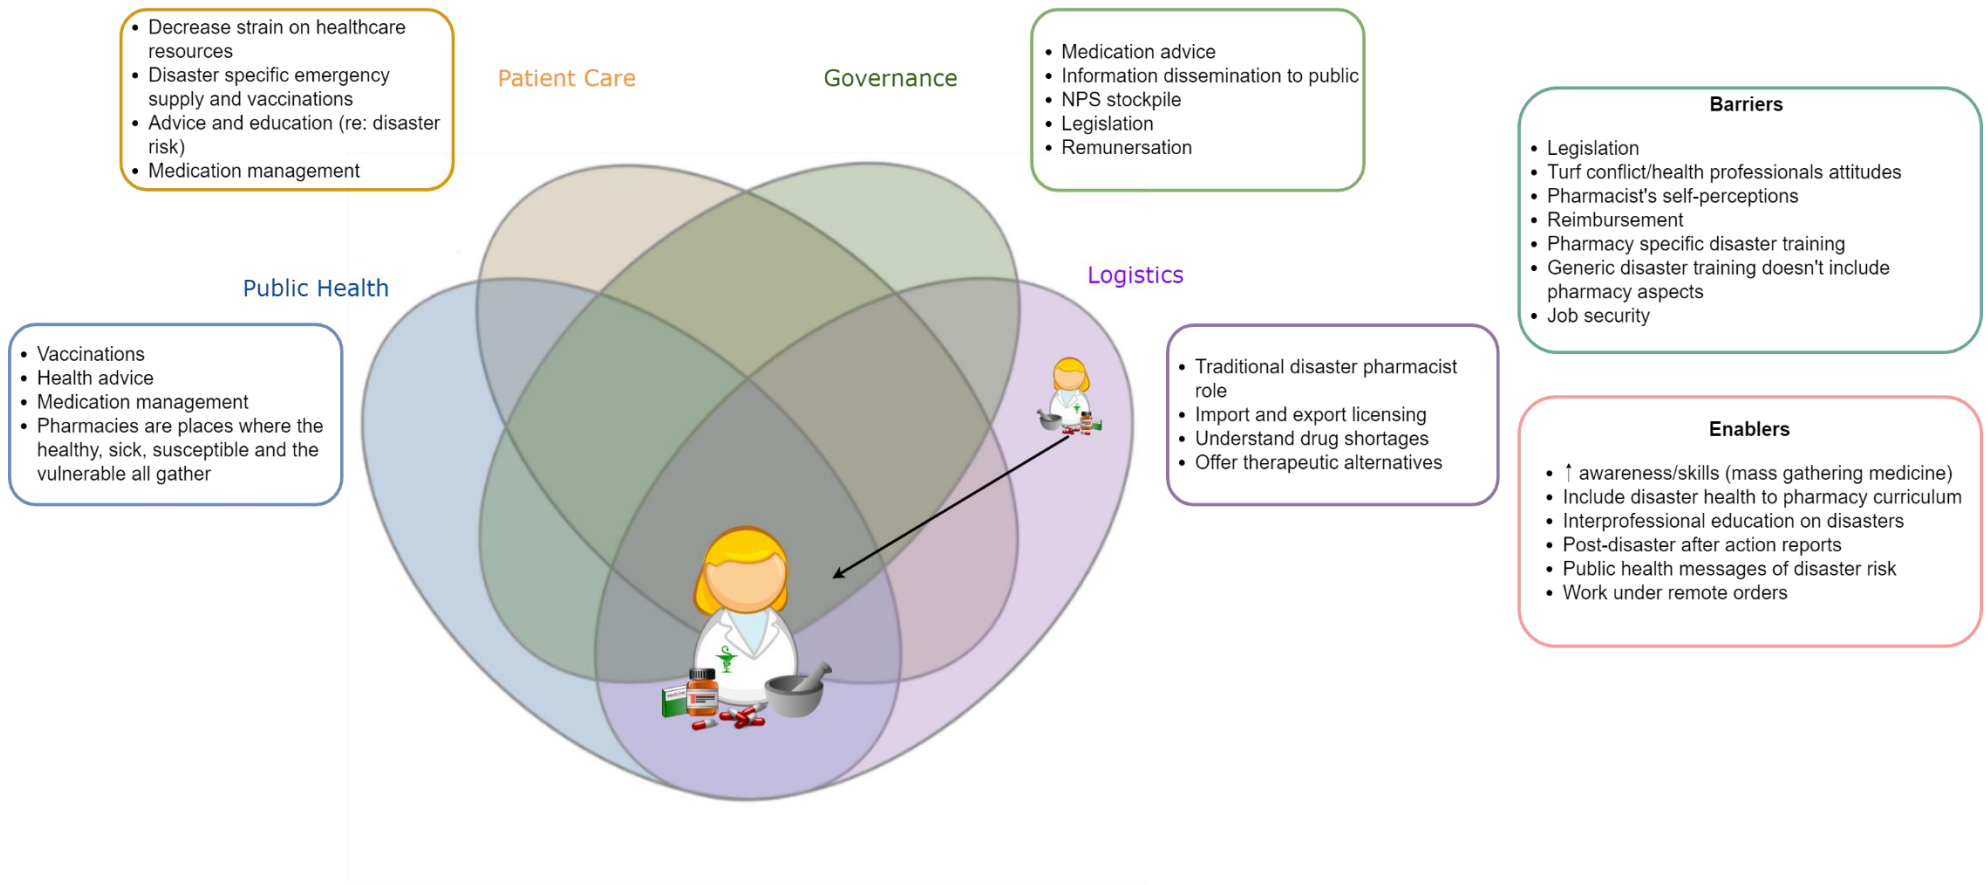 Decrease strain on healthcare
resources
Disaster specific emergency
supply and vaccinations
Advice and education (re: disaster
risk)
Medication management
Patient Care
Governance
Medication advice
Information dissemination to public
NPS stockpile
Legislation
Remunersation
Public Health
Vaccinations
Health advice
Medication management
Pharmacies are places where the
healthy, sick, susceptible and the
vulnerable all gather
Logistics
Traditional disaster pharmacist
role
Import and export licensing
Understand drug shortages
Offer therapeutic alternatives
Barriers
Legislation
Turf conflict/health professionals attitudes
Pharmacist's self-perceptions
Reimbursement
Pharmacy specific disaster training
Generic disaster training doesn't include
pharmacy aspects
Job security
Enablers
↑ awareness/skills (mass gathering medicine)
Include disaster health to pharmacy curriculum
Interprofessional education on disasters
Post-disaster after action reports
Public health messages of disaster risk
Work under remote orders